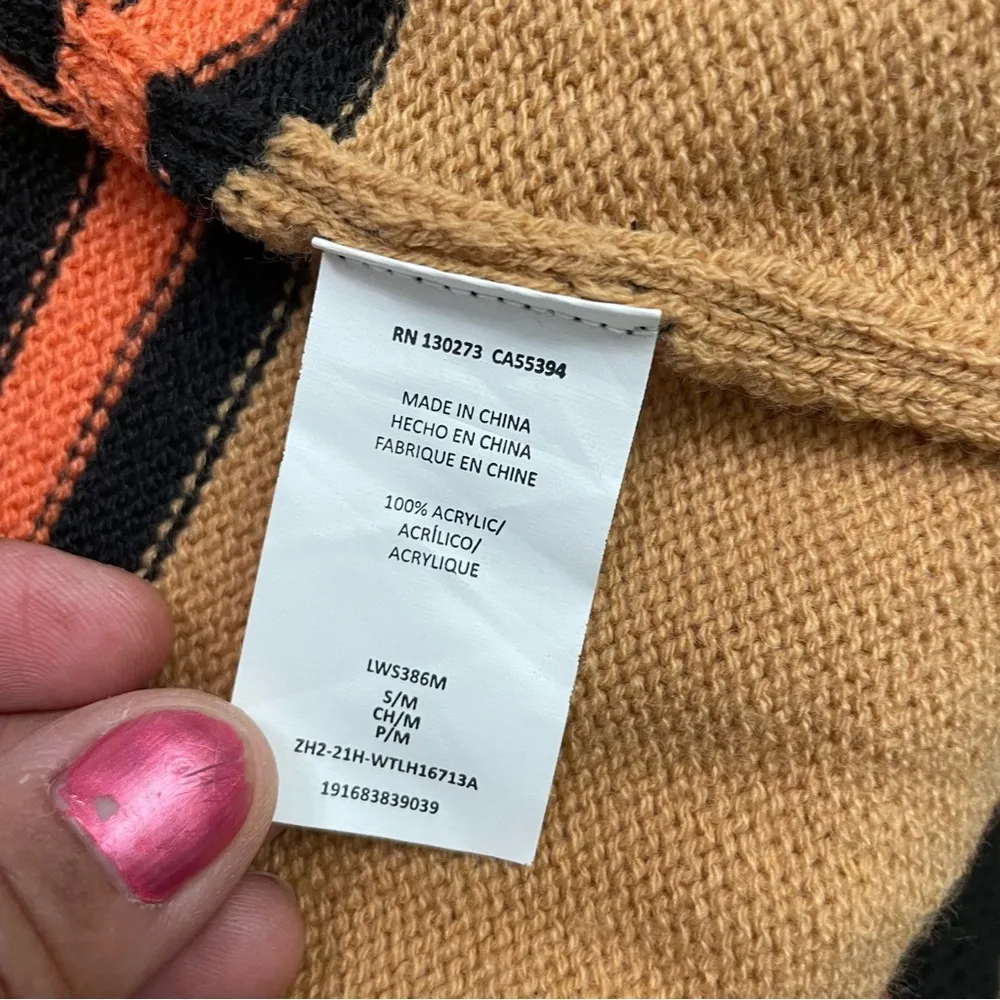 RN 130273 CA55394
MADE IN CHINA
HECHO EN CHINA
FABRIQUE EN CHINE
100% ACRYLIC/
ACRÍLICO/
ACRYLIQUE
LWS386M
S/M
CH/M
P/M
ZH2-21H-WTLH16713A
191683839039